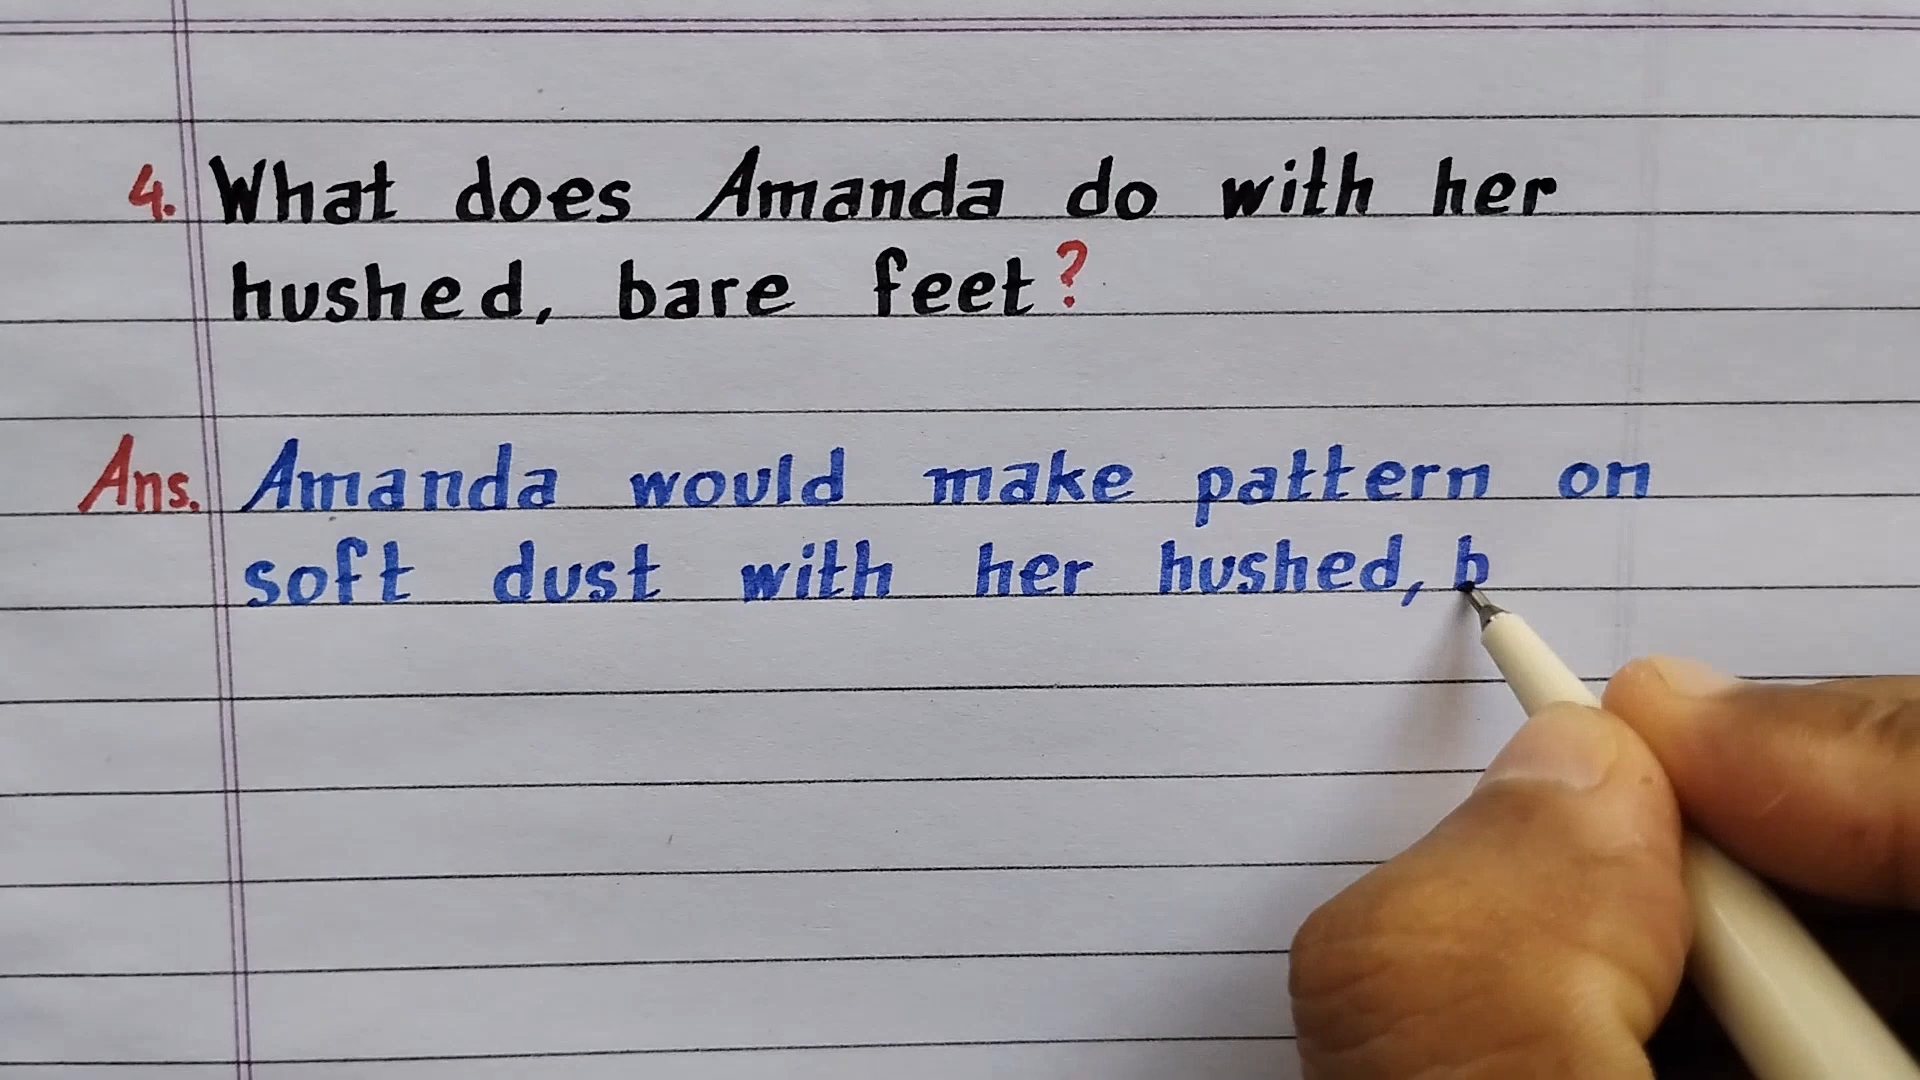 4. What does Amanda do with her
hushed, bare feet?
Ans. Amanda would make pattern on
soft dust with her hushed, b